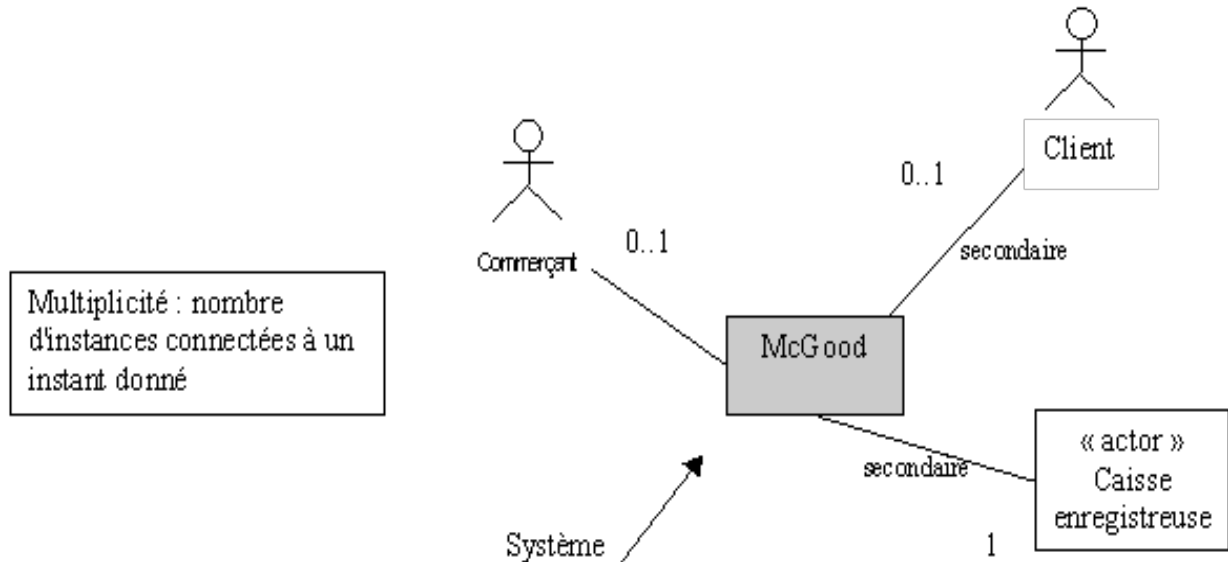 Client
0..1
0..1
secondaire
Commerçant
Multiplicité : nombre
d'instances connectées à un
instant donné
McGood
« actor »
Caisse
enregistreuse
secondaire
Système
1